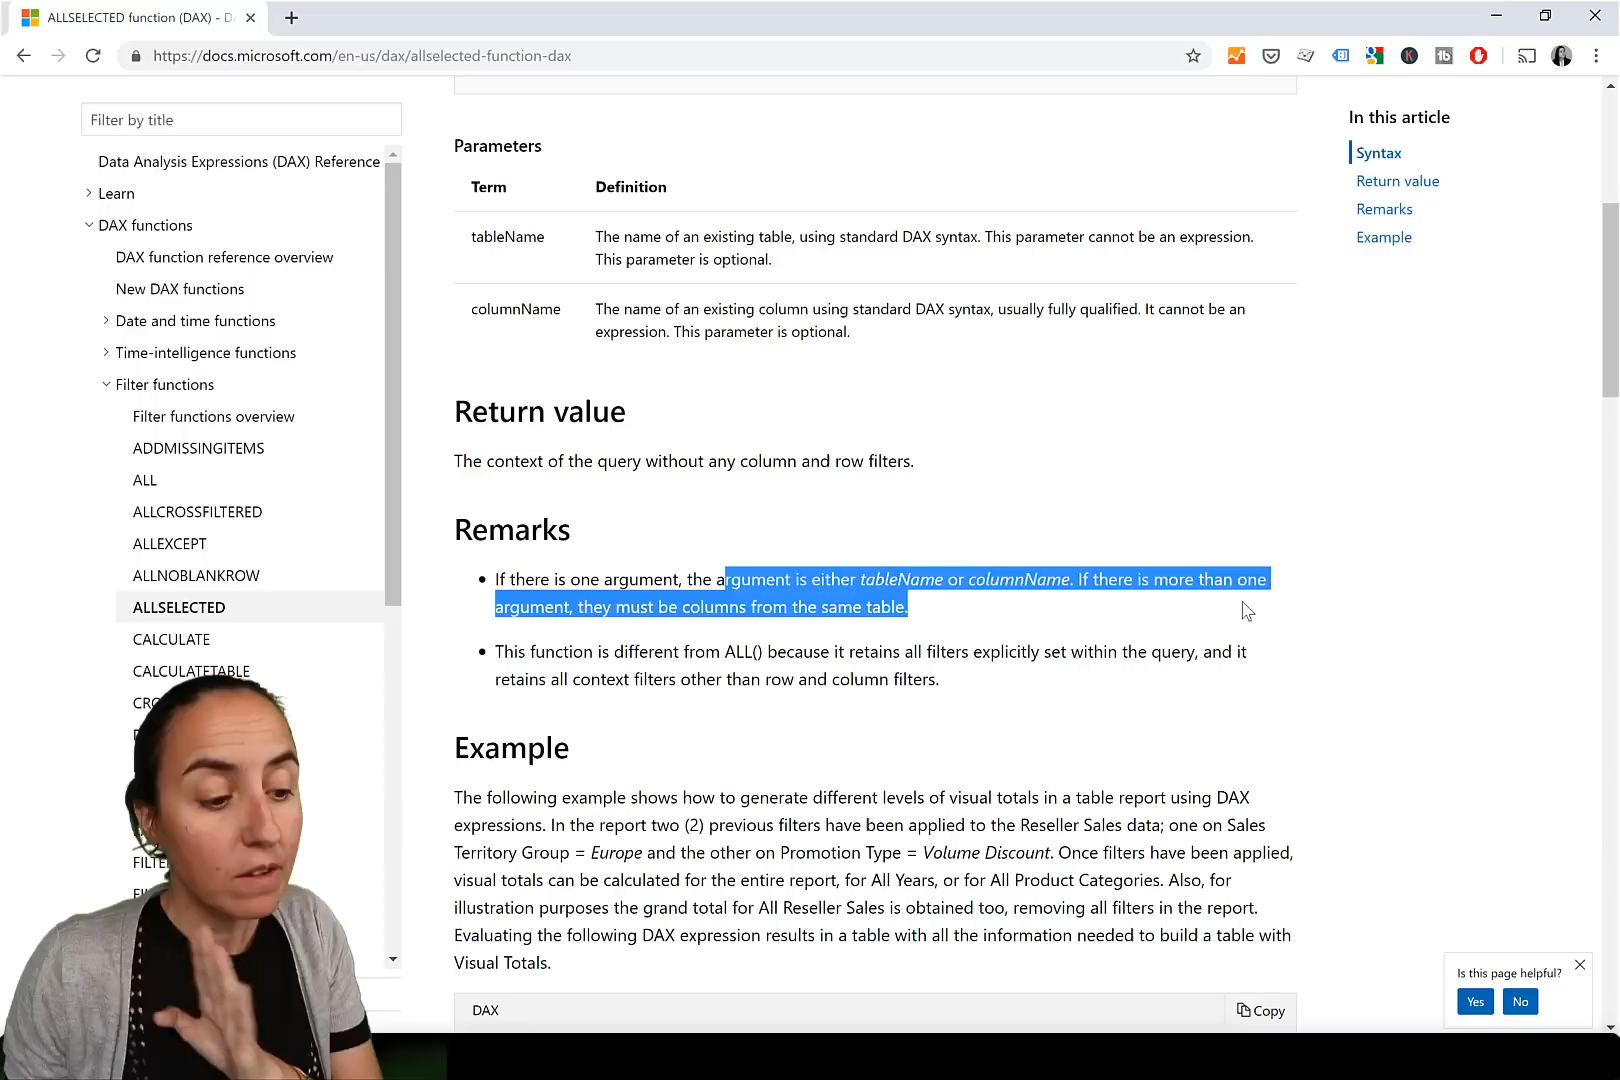 ALLSELECTED function (DAX) - D
https://docs.microsoft.com/en-us/dax/allselected-function-dax
Filter by title
Data Analysis Expressions (DAX) Reference
Learn
DAX functions
DAX function reference overview
New DAX functions
Date and time functions
Time-intelligence functions
Filter functions
Filter functions overview
ADDMISSINGITEMS
ALL
ALLCROSSFILTERED
ALLEXCEPT
ALLNOBLANKROW
ALLSELECTED
CALCULATE
CALCULATETABLE
CRO
FILTE
FI
Parameters
Term Definition
tableName The name of an existing table, using standard DAX syntax. This parameter cannot be an expression.
This parameter is optional.
columnName The name of an existing column using standard DAX syntax, usually fully qualified. It cannot be an
expression. This parameter is optional.
Return value
The context of the query without any column and row filters.
Remarks
• If there is one argument, the argument is either tableName or columnName. If there is more than one
argument, they must be columns from the same table.
• This function is different from ALL() because it retains all filters explicitly set within the query, and it
retains all context filters other than row and column filters.
Example
The following example shows how to generate different levels of visual totals in a table report using DAX
expressions. In the report two (2) previous filters have been applied to the Reseller Sales data; one on Sales
Territory Group = Europe and the other on Promotion Type = Volume Discount. Once filters have been applied,
visual totals can be calculated for the entire report, for All Years, or for All Product Categories. Also, for
illustration purposes the grand total for All Reseller Sales is obtained too, removing all filters in the report.
Evaluating the following DAX expression results in a table with all the information needed to build a table with
Visual Totals.
DAX Copy
In this article
Syntax
Return value
Remarks
Example
Is this page helpful?
Yes No